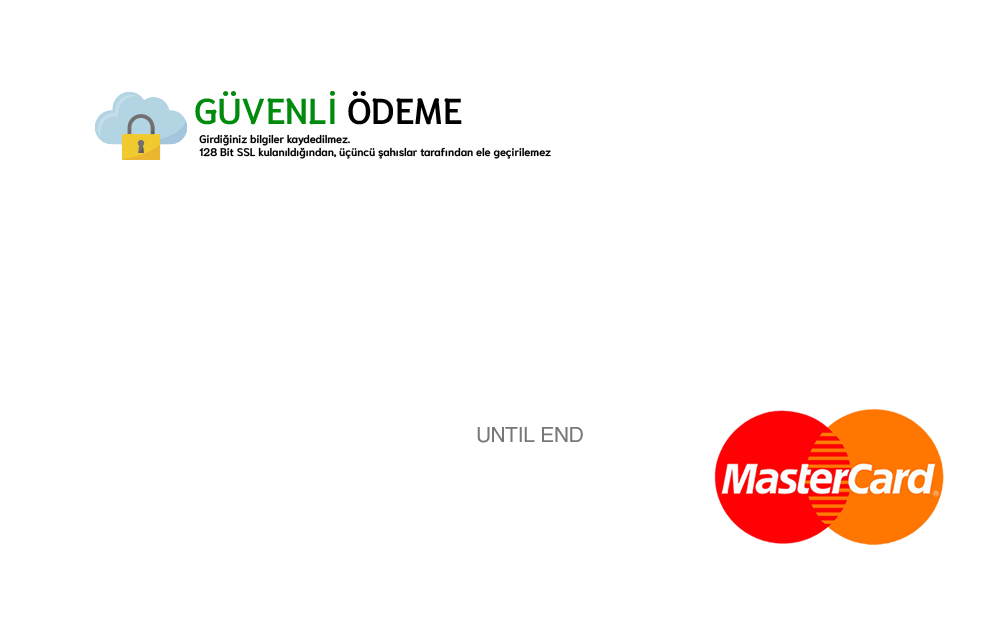 GÜVENLİ ÖDEME
Girdiğiniz bilgiler kaydedilmez.
128 Bit SSL kulanıldığından, üçüncü şahıslar tarafından ele geçirilemez
UNTIL END
MasterCard®